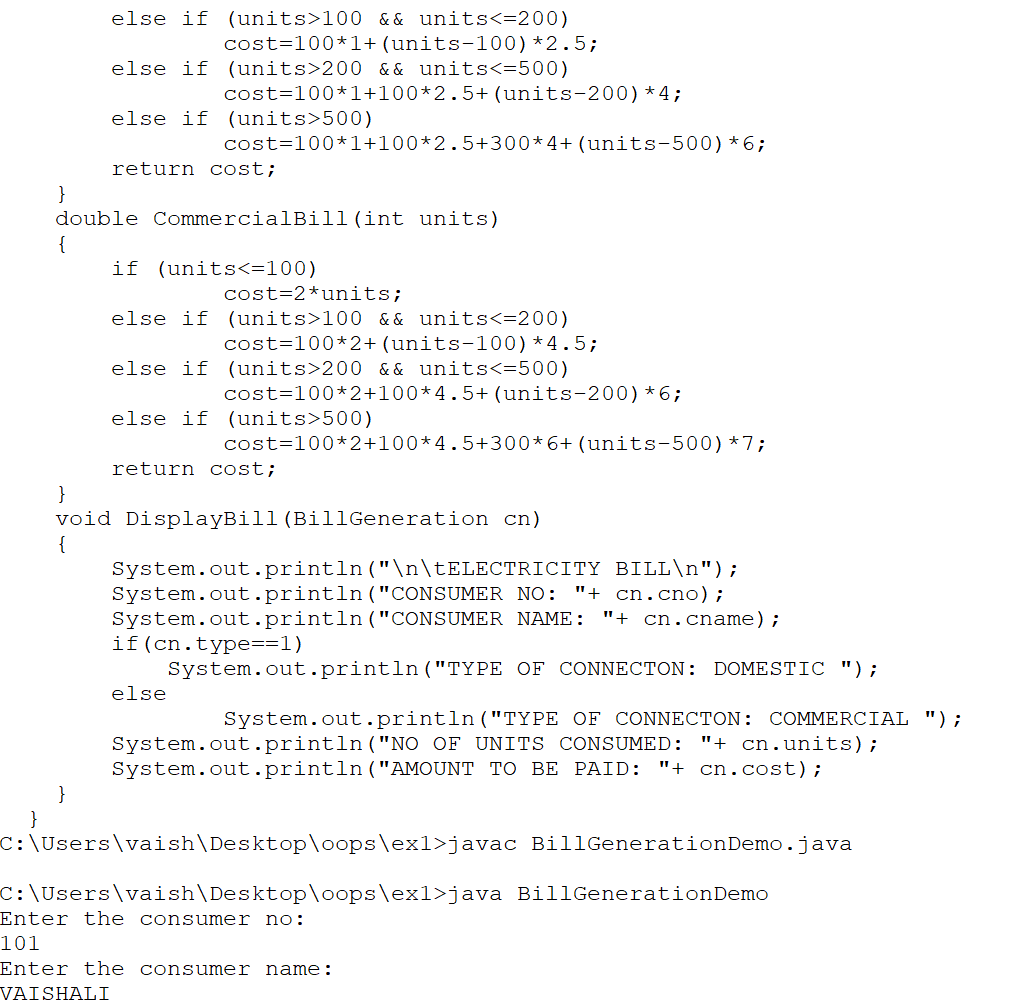 else if (units>100 && units<=200)
cost=100*1+(units-100)*2.5;
else if (units>200 && units<=500)
cost=100*1+100*2.5+(units-200)*4;
else if (units>500)
cost=100*1+100*2.5+300*4+(units-500)*6;
return cost;
}
double CommercialBill(int units)
{
if (units<=100)
cost=2*units;
else if (units>100 && units<=200)
cost=100*2+(units-100)*4.5;
else if (units>200 && units<=500)
cost=100*2+100*4.5+(units-200)*6;
else if (units>500)
cost=100*2+100*4.5+300*6+(units-500)*7;
return cost;
}
void DisplayBill(BillGeneration cn)
{
System.out.println("\n\tELECTRICITY BILL\n");
System.out.println("CONSUMER NO: "+ cn.cno);
System.out.println("CONSUMER NAME: "+ cn.cname);
if(cn.type==1)
System.out.println("TYPE OF CONNECTON: DOMESTIC ");
else
System.out.println("TYPE OF CONNECTON: COMMERCIAL ");
System.out.println("NO OF UNITS CONSUMED: "+ cn.units);
System.out.println("AMOUNT TO BE PAID: "+ cn.cost);
}
}
C:\Users\vaish\Desktop\oops\ex1>javac BillGenerationDemo.java
C:\Users\vaish\Desktop\oops\ex1>java BillGenerationDemo
Enter the consumer no:
101
Enter the consumer name:
VAISHALI